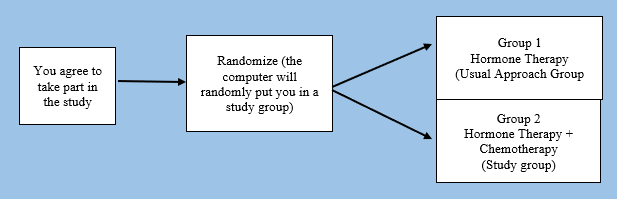 You agree to
take part in
the study
Randomize (the
computer will
randomly put you in a
study group)
Group 1
Hormone Therapy
(Usual Approach Group
Group 2
Hormone Therapy +
Chemotherapy
(Study group)